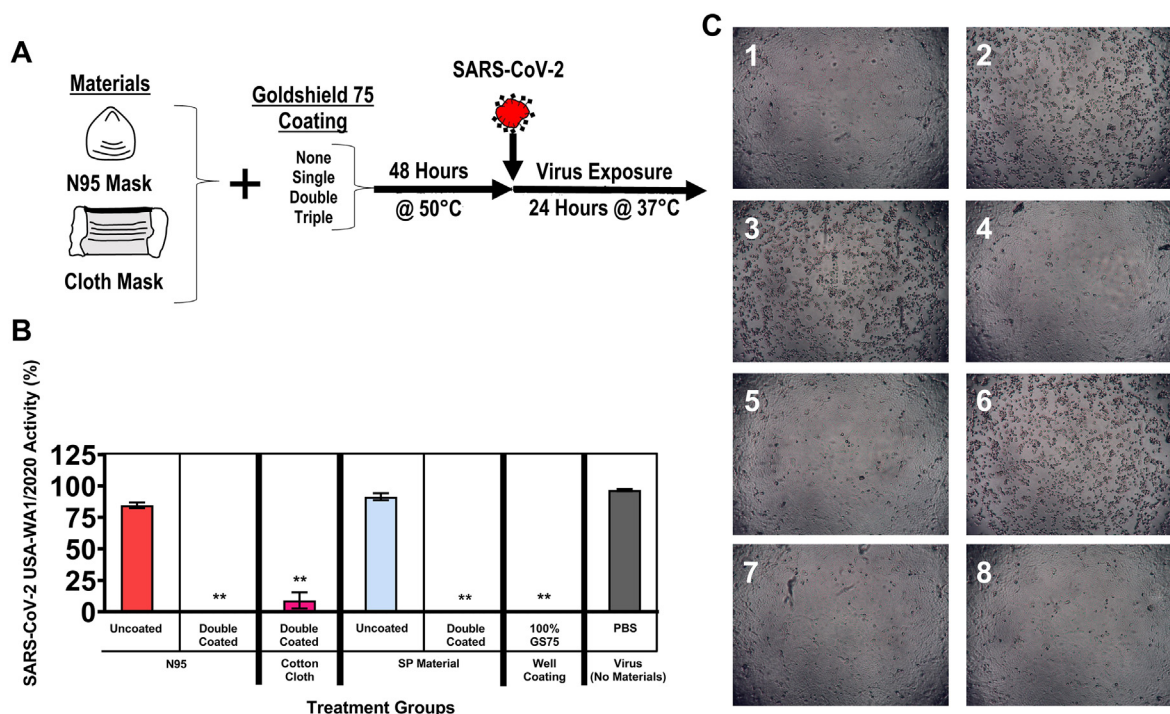 A
Materials
N95 Mask
Cloth Mask
+
Goldshield 75
Coating
None
Single
Double
Triple
48 Hours
@ 50°C
SARS-CoV-2
Virus Exposure
24 Hours @ 37°C
B
SARS-CoV-2 USA-WA1/2020 Activity (%)
125
100
75
50
25
0
**
**
**
**
Uncoated
Double
Coated
Double
Coated
Uncoated
Double
Coated
100%
GS75
PBS
N95
Cotton
Cloth
SP Material
Well
Coating
Virus
(No Materials)
Treatment Groups
C
1
2
3
4
5
6
7
8